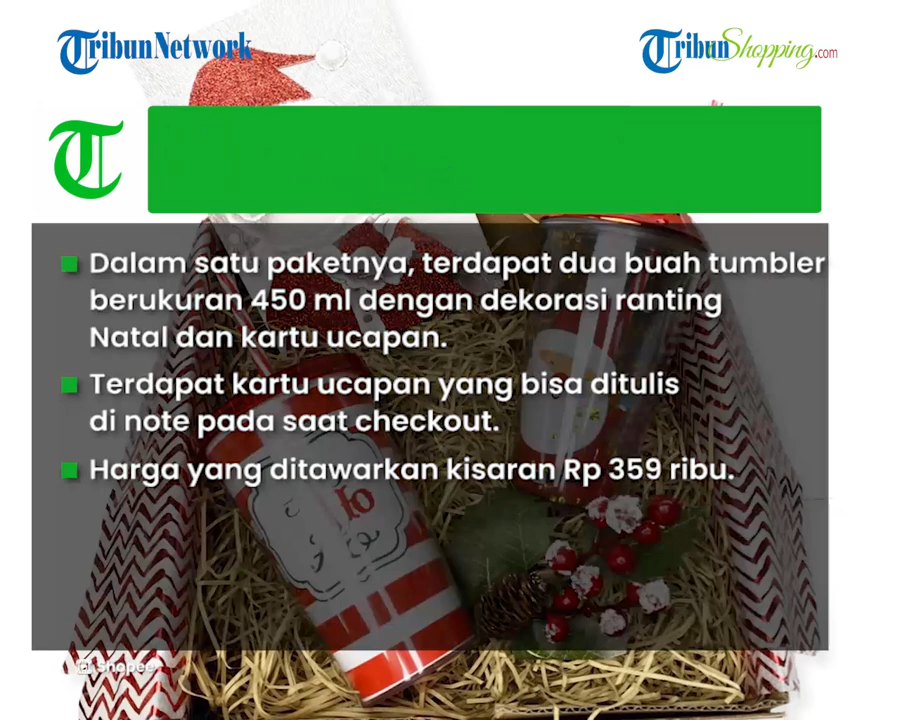 TribunNetwork
TribunShopping.com
T
Dalam satu paketnya, terdapat dua buah tumbler
berukuran 450 ml dengan dekorasi ranting
Natal dan kartu ucapan.
Terdapat kartu ucapan yang bisa ditulis
di note pada saat checkout.
Harga yang ditawarkan kisaran Rp 359 ribu.
Shopee